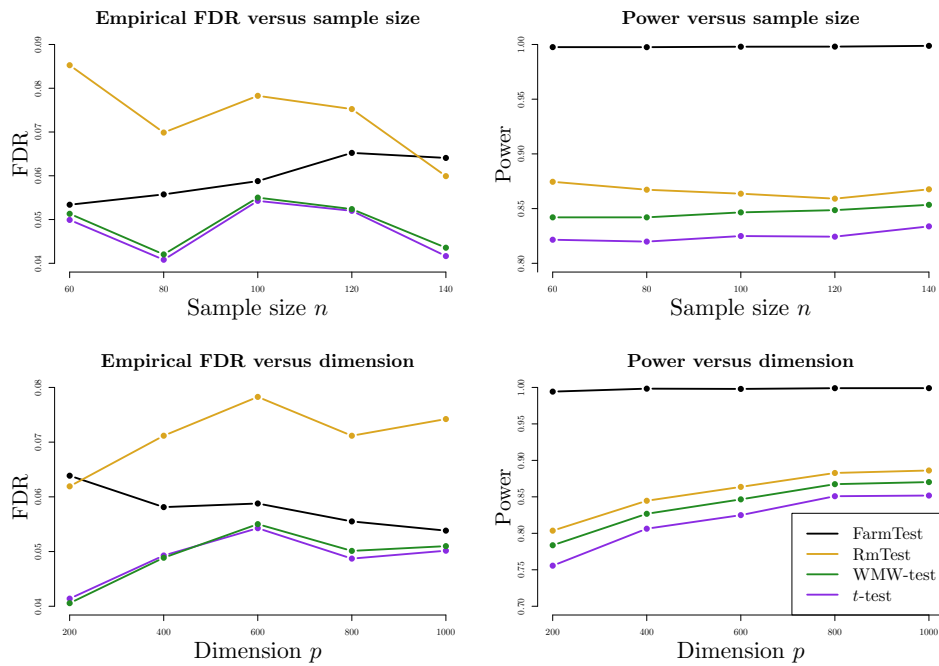 Empirical FDR versus sample size
FDR
0.09
0.08
0.07
0.06
0.05
0.04
60
80
100
120
140
Sample size n
Power versus sample size
Power
1.00
0.95
0.90
0.85
0.80
60
80
100
120
140
Sample size n
Empirical FDR versus dimension
FDR
0.08
0.07
0.06
0.05
0.04
200
400
600
800
1000
Dimension p
Power versus dimension
Power
1.00
0.95
0.90
0.85
0.80
0.75
0.70
200
400
600
800
1000
Dimension p
FarmTest
RmTest
WMW-test
t-test